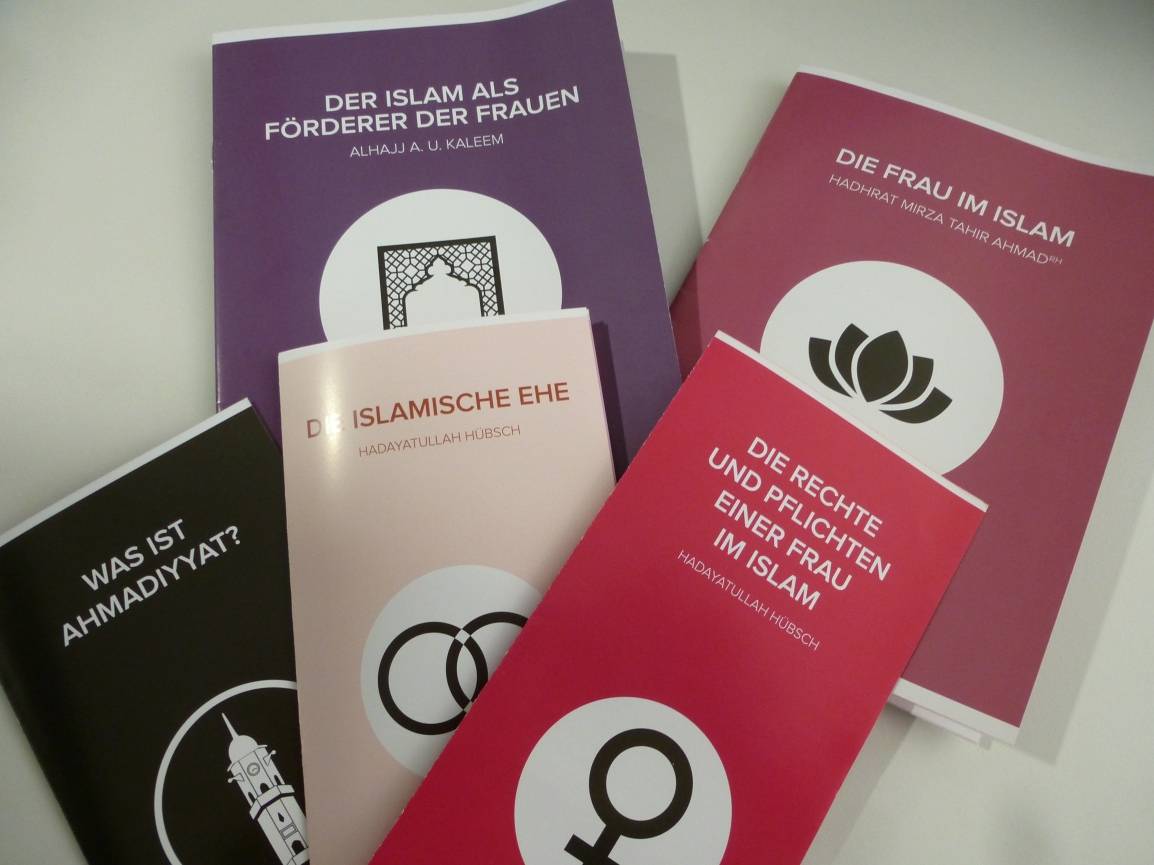 DER ISLAM ALS
FÖRDERER DER FRAUEN
ALHAJJ A. U. KALEEM
DIE FRAU IM ISLAM
HADHRAT MIRZA TAHIR AHMADRH
DIE ISLAMISCHE EHE
HADAYATULLAH HÜBSCH
DIE RECHTE
UND PFLICHTEN
EINER FRAU
IM ISLAM
HADAYATULLAH HÜBSCH
WAS IST
AHMADIYYAT?